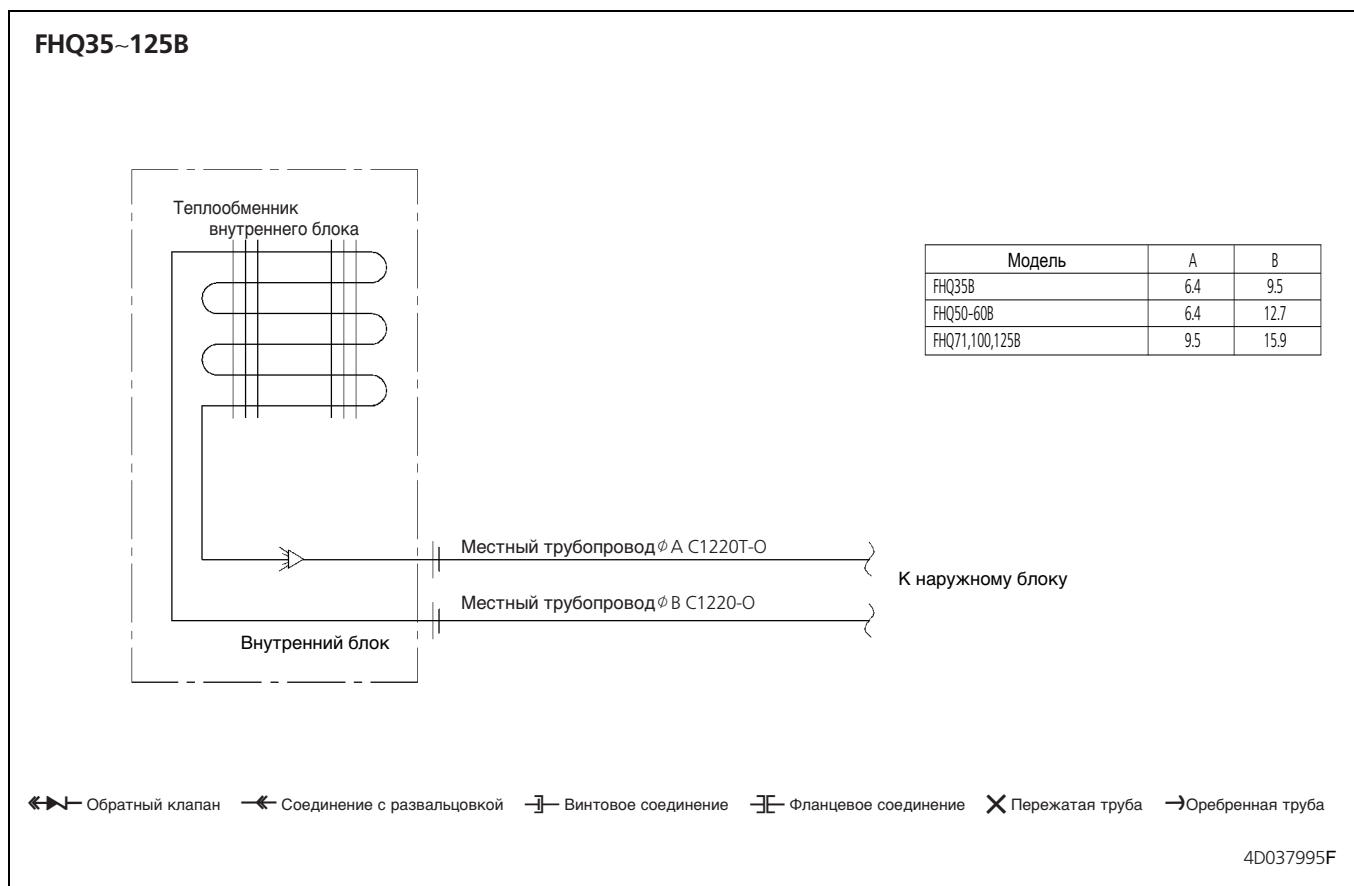 FHQ35~125B
Теплообменник
внутреннего блока
Модель A B
FHQ35B 6.4 9.5
FHQ50-60B 6.4 12.7
FHQ71,100,125B 9.5 15.9
Местный трубопровод ϕ A C1220T-O
К наружному блоку
Местный трубопровод ϕ B C1220-O
Внутренний блок
Обратный клапан Соединение с развальцовкой Винтовое соединение Фланцевое соединение Пережатая труба Оребренная труба
4D037995F